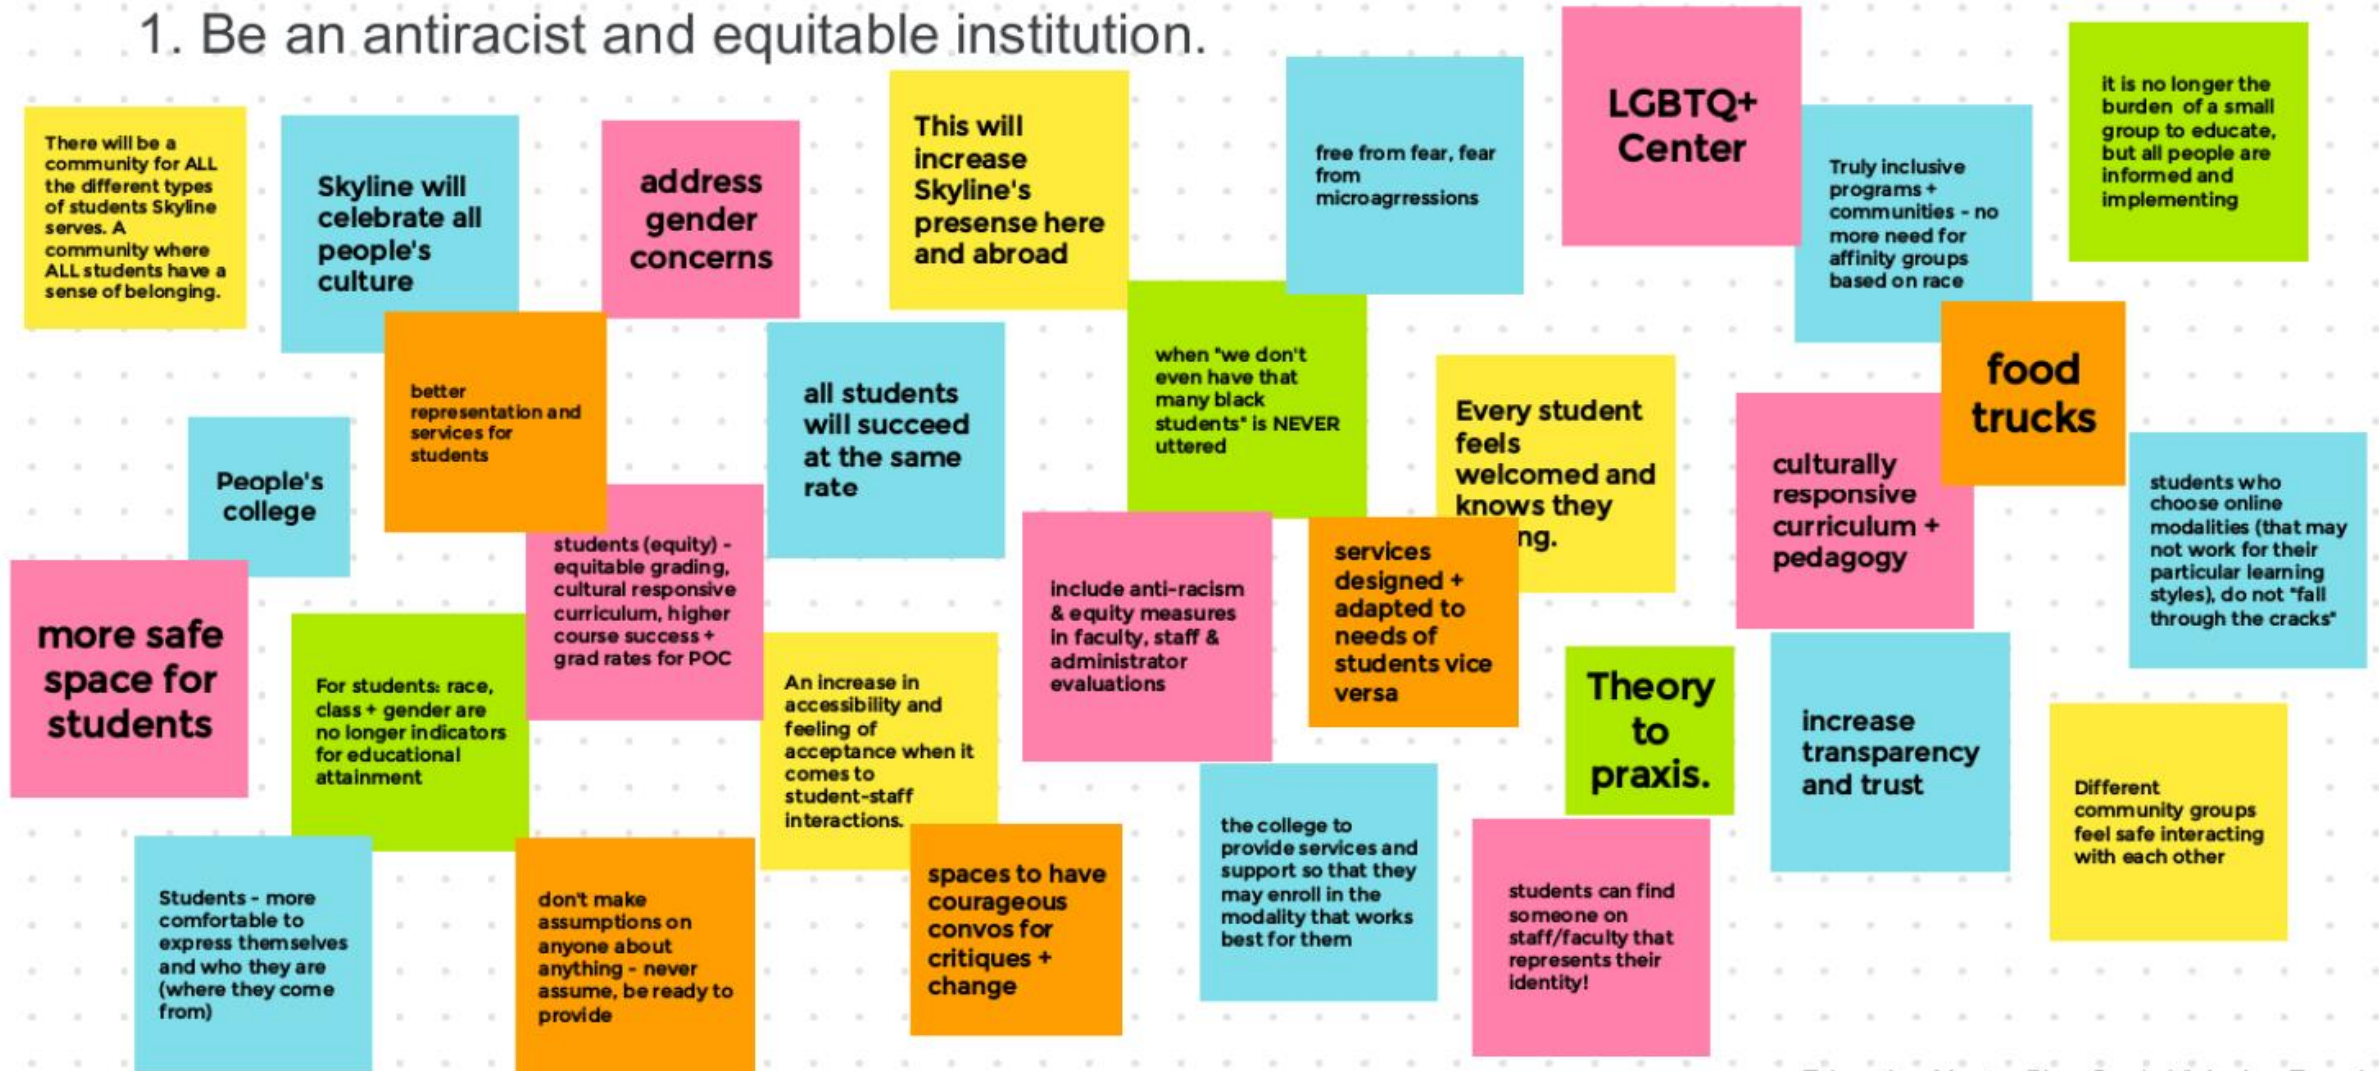 1. Be an antiracist and equitable institution.
There will be a
community for ALL
the different types
of students Skyline
serves. A
community where
ALL students have a
sense of belonging.
Skyline will
celebrate all
people's
culture
address
gender
concerns
This will
increase
Skyline's
presense here
and abroad
free from fear, fear
from
microagrressions
LGBTQ+
Center
Truly inclusive
programs +
communities - no
more need for
affinity groups
based on race
it is no longer the
burden of a small
group to educate,
but all people are
informed and
implementing
better
representation and
services for
students
all students
will succeed
at the same
rate
when "we don't
even have that
many black
students" is NEVER
uttered
Every student
feels
welcomed and
knows they
ng.
food
trucks
culturally
responsive
curriculum +
pedagogy
students who
choose online
modalities (that may
not work for their
particular learning
styles), do not "fall
through the cracks"
People's
college
more safe
space for
students
students (equity) -
equitable grading,
cultural responsive
curriculum, higher
course success +
grad rates for POC
include anti-racism
& equity measures
in faculty, staff &
administrator
evaluations
services
designed +
adapted to
needs of
students vice
versa
For students: race,
class + gender are
no longer indicators
for educational
attainment
An increase in
accessibility and
feeling of
acceptance when it
comes to
student-staff
interactions.
Theory
to
praxis.
increase
transparency
and trust
Different
community groups
feel safe interacting
with each other
Students - more
comfortable to
express themselves
and who they are
(where they come
from)
don't make
assumptions on
anyone about
anything - never
assume, be ready to
provide
spaces to have
courageous
convos for
critiques +
change
the college to
provide services and
support so that they
may enroll in the
modality that works
best for them
students can find
someone on
staff/faculty that
represents their
identity!